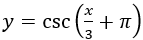 y = csc(x/3 + π)